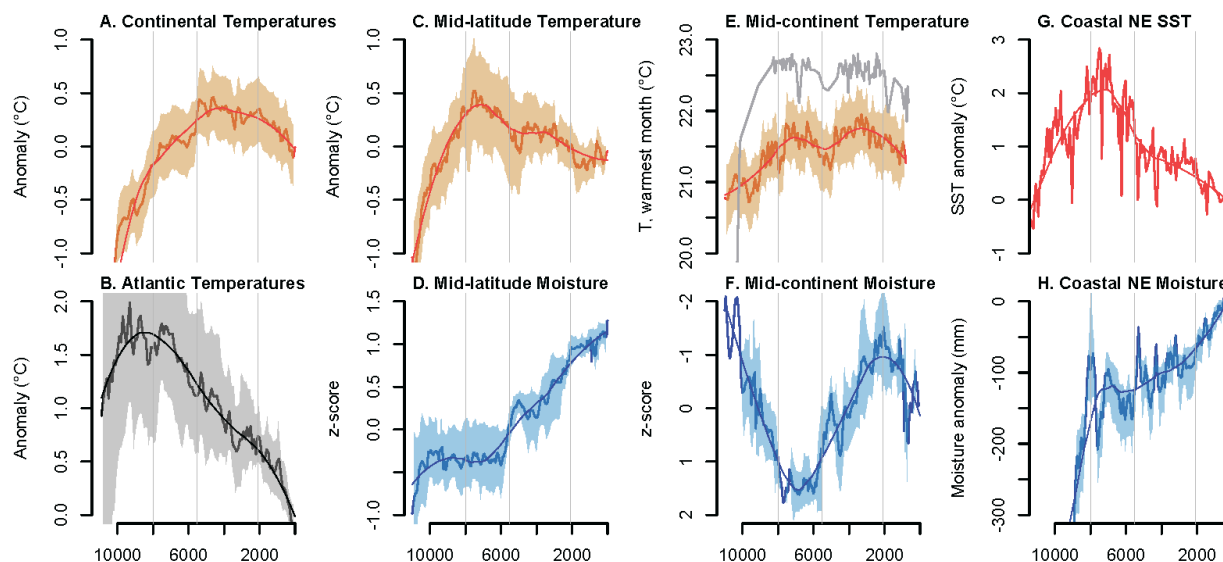 A. Continental Temperatures
C. Mid-latitude Temperature
E. Mid-continent Temperature
G. Coastal NE SST
Anomaly (°C)
1.0
0.5
0.0
-0.5
-1.0
Anomaly (°C)
1.0
0.5
0.0
-0.5
-1.0
T, warmest month (°C)
23.0
22.0
21.0
20.0
SST anomaly (°C)
3
2
1
0
-1
B. Atlantic Temperatures
D. Mid-latitude Moisture
F. Mid-continent Moisture
H. Coastal NE Moisture
Anomaly (°C)
2.0
1.5
1.0
0.5
0.0
z-score
1.5
1.0
0.5
0.0
-1.0
z-score
-2
-1
0
1
2
Moisture anomaly (mm)
0
-100
-200
-300
10000 6000 2000
10000 6000 2000
10000 6000 2000
10000 6000 2000